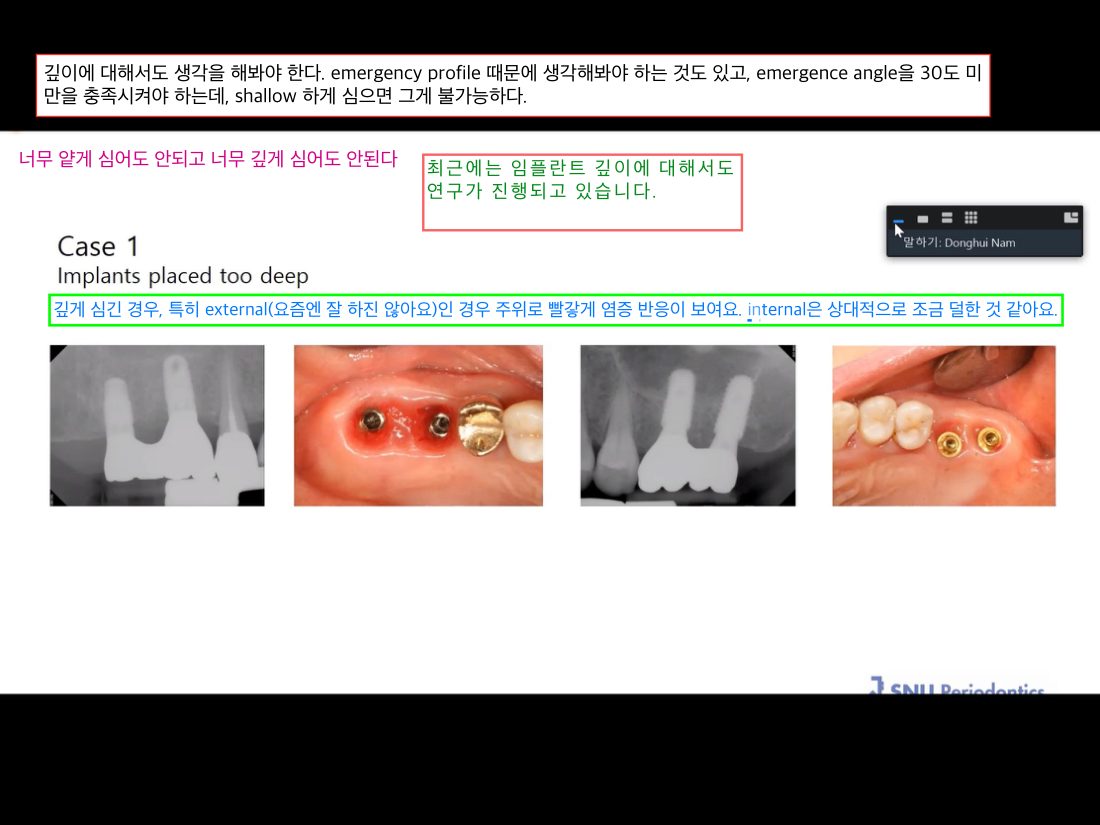 깊이에 대해서도 생각을 해봐야 한다. emergency profile 때문에 생각해봐야 하는 것도 있고, emergence angle을 30도 미
만을 충족시켜야 하는데, shallow 하게 심으면 그게 불가능하다.
너무 얕게 심어도 안되고 너무 깊게 심어도 안된다
최근에는 임플란트 깊이에 대해서도
연구가 진행되고 있습니다.
말하기: Donghui Nam
Case 1
Implants placed too deep
깊게 심긴 경우, 특히 external(요즘엔 잘 하진 않아요)인 경우 주위로 빨갛게 염증 반응이 보여요. internal은 상대적으로 조금 덜한 것 같아요.
SNU Periodontics